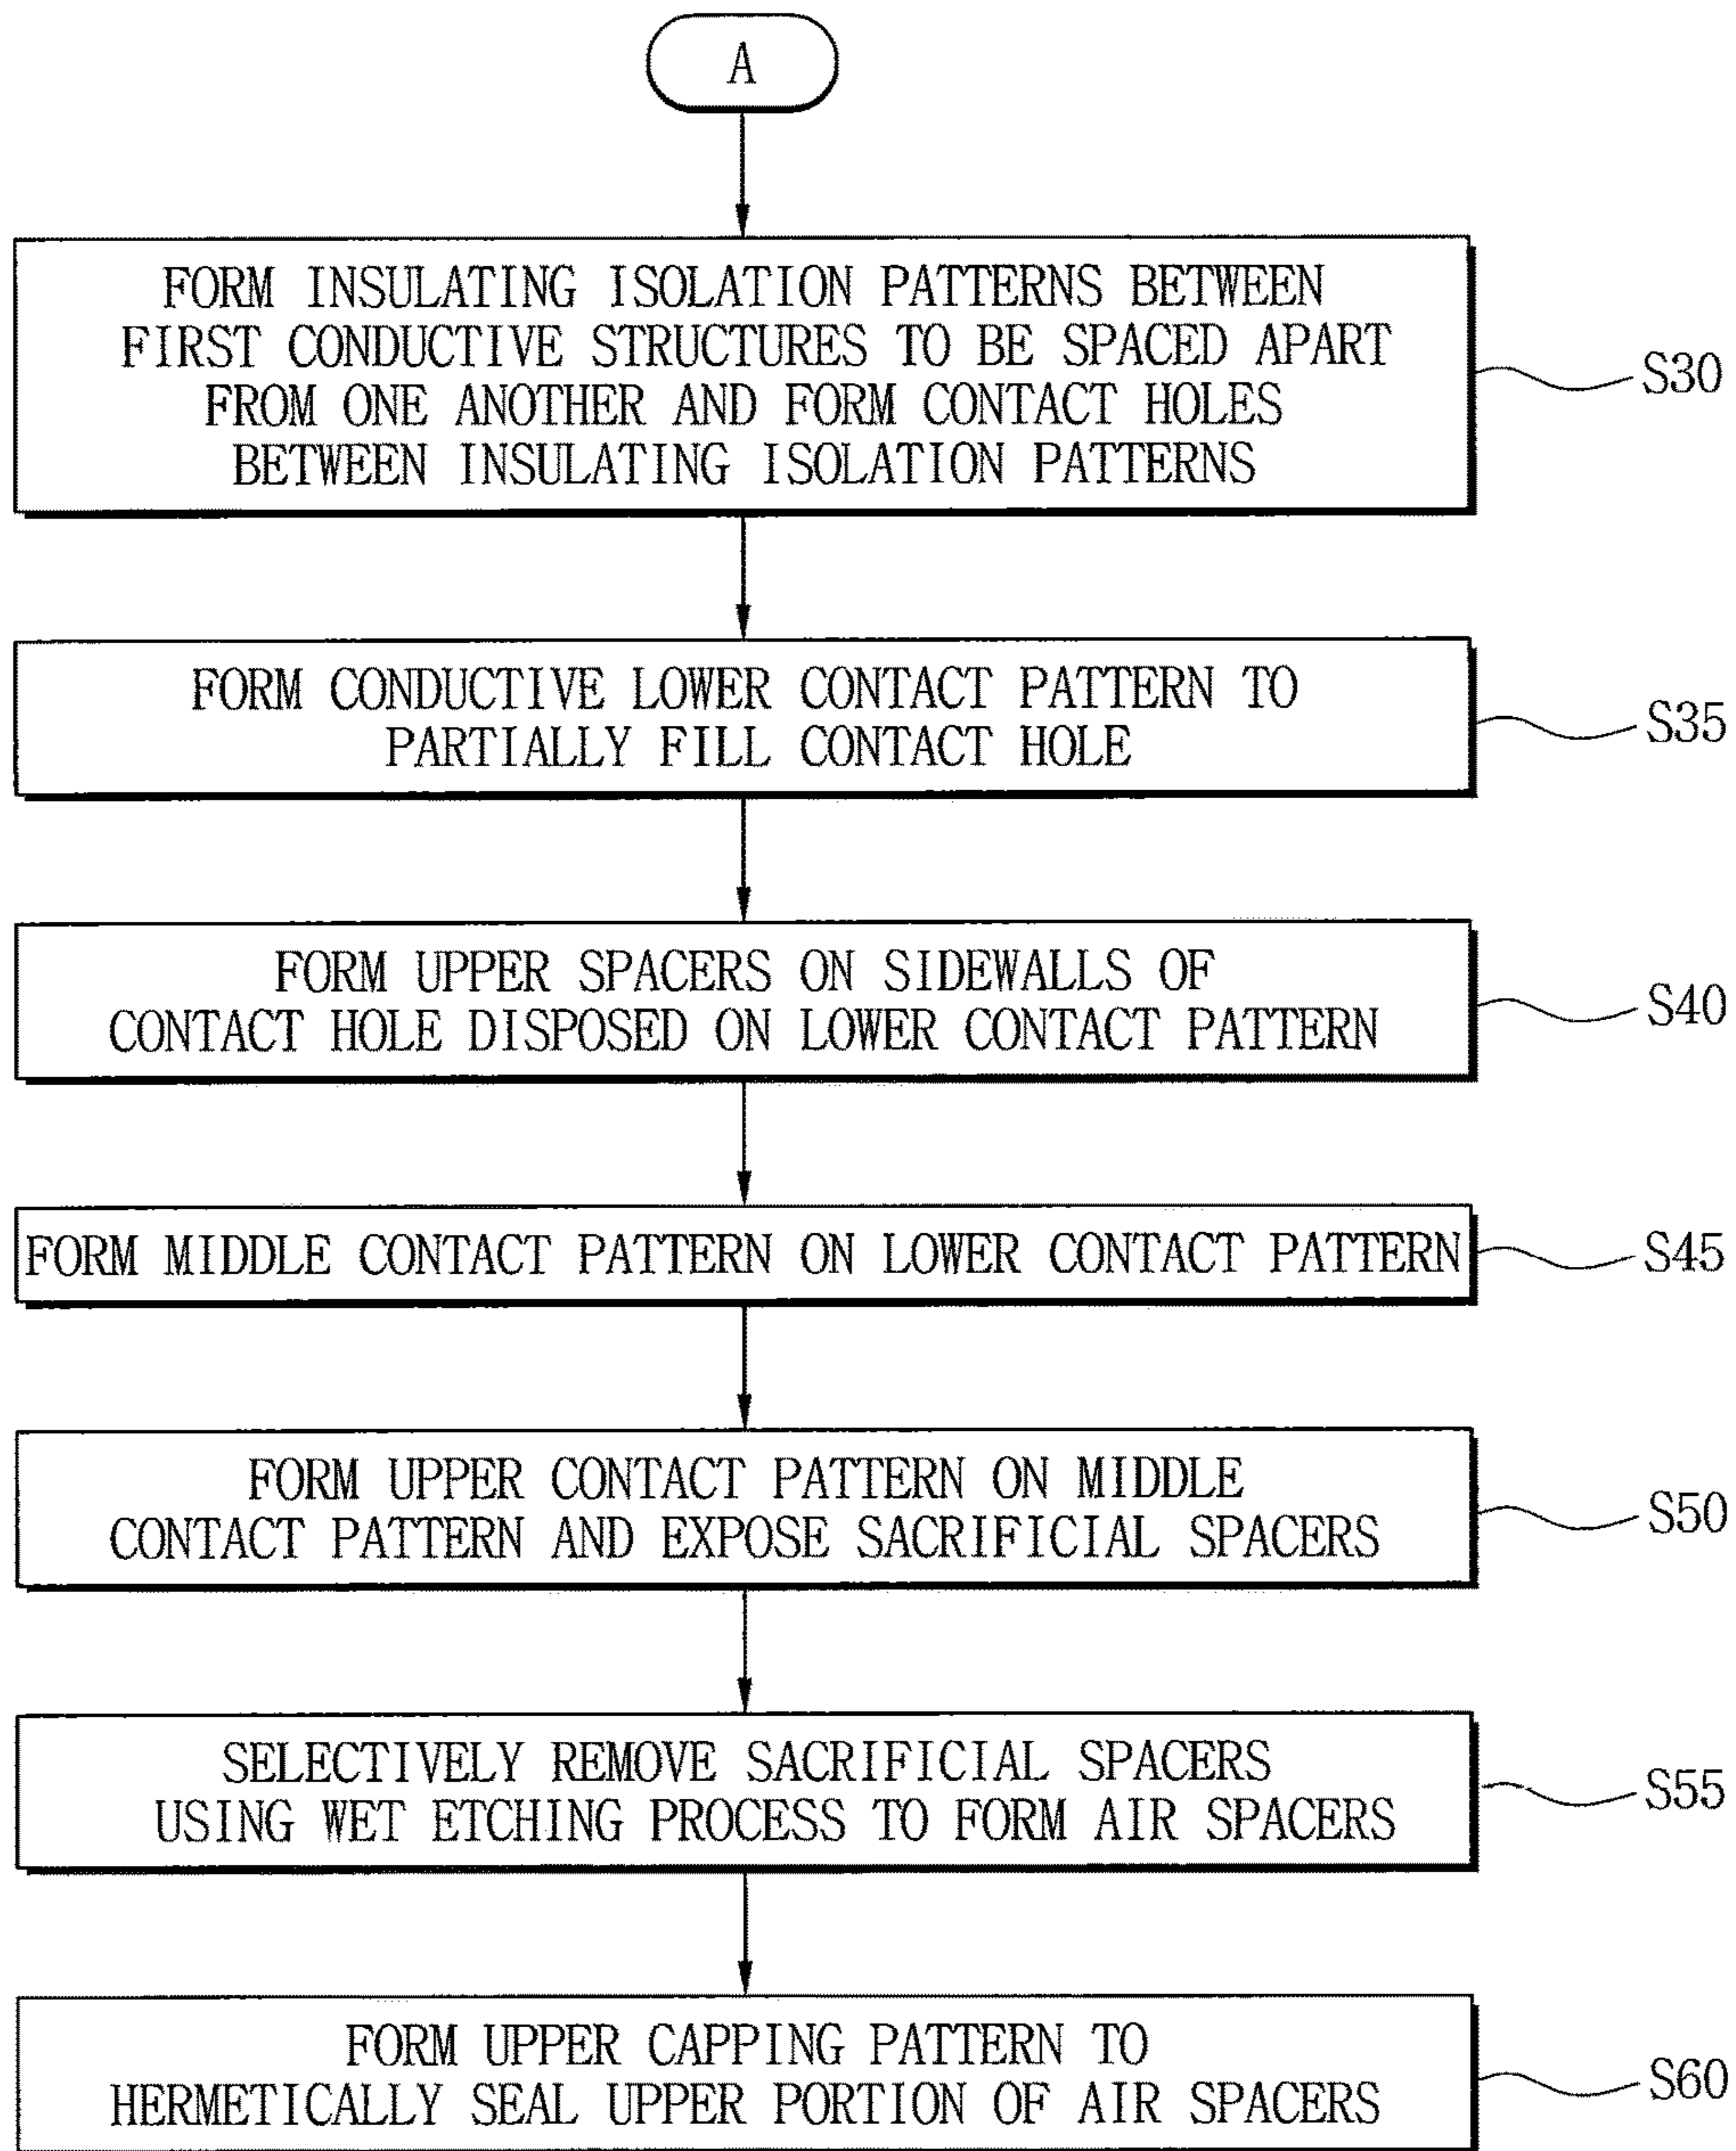 A
FORM INSULATING ISOLATION PATTERNS BETWEEN
FIRST CONDUCTIVE STRUCTURES TO BE SPACED APART
FROM ONE ANOTHER AND FORM CONTACT HOLES
BETWEEN INSULATING ISOLATION PATTERNS
S30
FORM CONDUCTIVE LOWER CONTACT PATTERN TO
PARTIALLY FILL CONTACT HOLE
S35
FORM UPPER SPACERS ON SIDEWALLS OF
CONTACT HOLE DISPOSED ON LOWER CONTACT PATTERN
S40
FORM MIDDLE CONTACT PATTERN ON LOWER CONTACT PATTERN
S45
FORM UPPER CONTACT PATTERN ON MIDDLE
CONTACT PATTERN AND EXPOSE SACRIFICIAL SPACERS
S50
SELECTIVELY REMOVE SACRIFICIAL SPACERS
USING WET ETCHING PROCESS TO FORM AIR SPACERS
S55
FORM UPPER CAPPING PATTERN TO
HERMETICALLY SEAL UPPER PORTION OF AIR SPACERS
S60